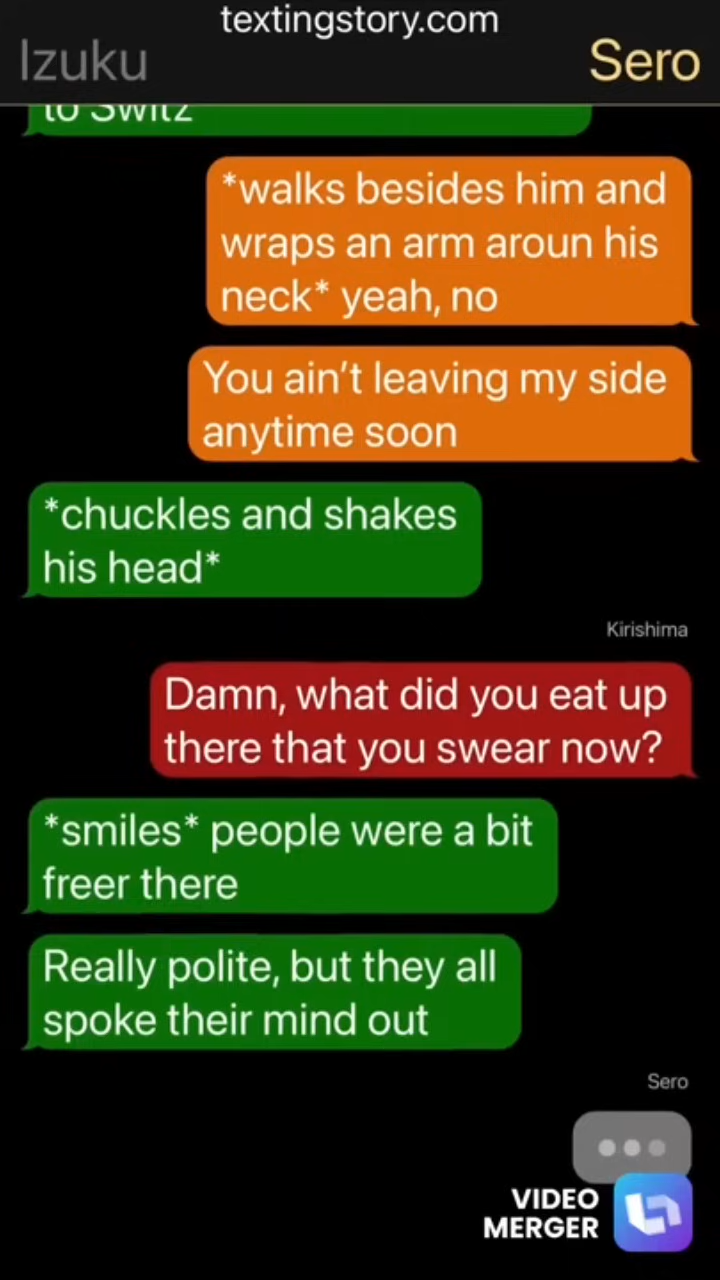 textingstory.com
Izuku
Sero
to Switz
*walks besides him and
wraps an arm aroun his
neck* yeah, no
You ain't leaving my side
anytime soon
*chuckles and shakes
his head*
Kirishima
Damn, what did you eat up
there that you swear now?
*smiles* people were a bit
freer there
Really polite, but they all
spoke their mind out
Sero
VIDEO
MERGER